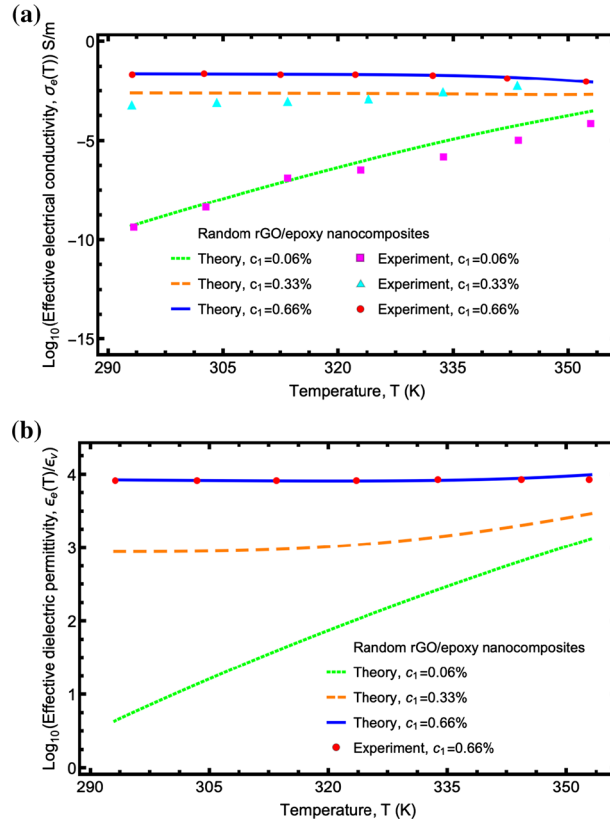 (a)
Log10(Effective electrical conductivity, σe(T)) S/m
0
−5
−10
−15
Random rGO/epoxy nanocomposites
Theory, c1=0.06%
Experiment, c1=0.06%
Theory, c1=0.33%
Experiment, c1=0.33%
Theory, c1=0.66%
Experiment, c1=0.66%
290 305 320 335 350
Temperature, T (K)
(b)
Log10(Effective dielectric permittivity, ϵe(T)/ϵv)
4
3
2
1
0
Random rGO/epoxy nanocomposites
Theory, c1=0.06%
Theory, c1=0.33%
Theory, c1=0.66%
Experiment, c1=0.66%
290 305 320 335 350
Temperature, T (K)